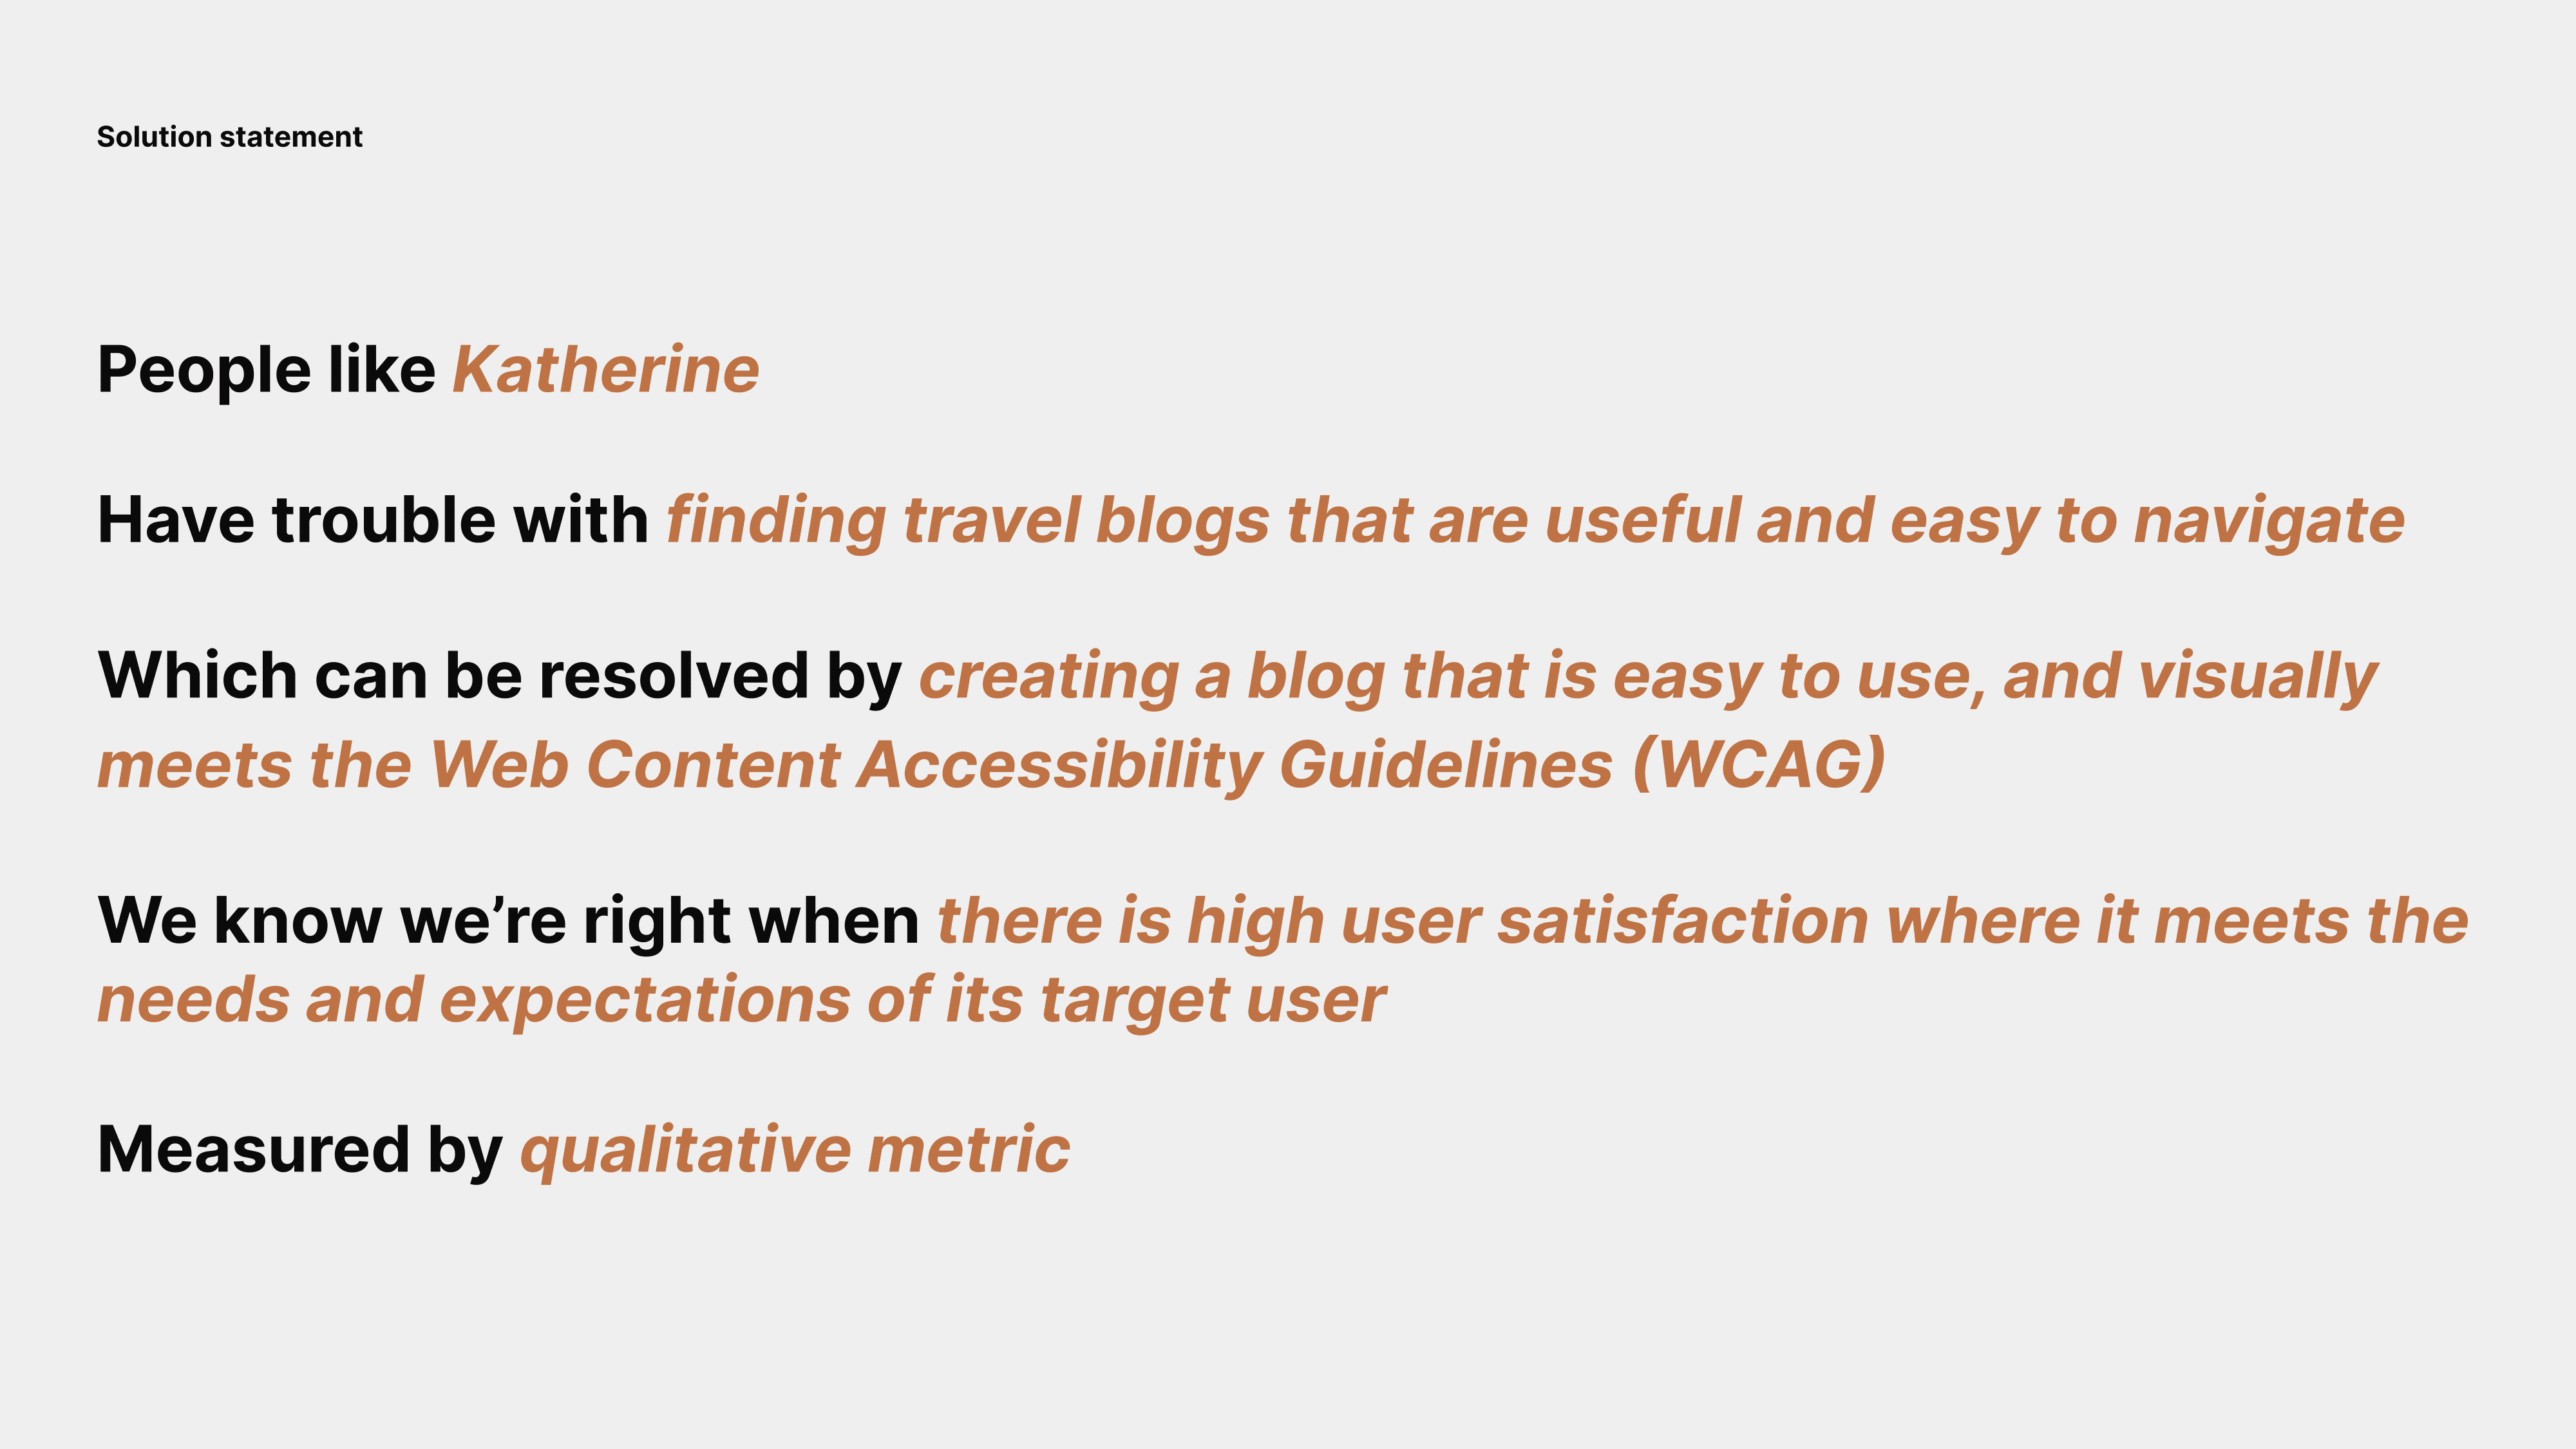 Solution statement
People like Katherine
Have trouble with finding travel blogs that are useful and easy to navigate
Which can be resolved by creating a blog that is easy to use, and visually
meets the Web Content Accessibility Guidelines (WCAG)
We know we’re right when there is high user satisfaction where it meets the
needs and expectations of its target user
Measured by qualitative metric